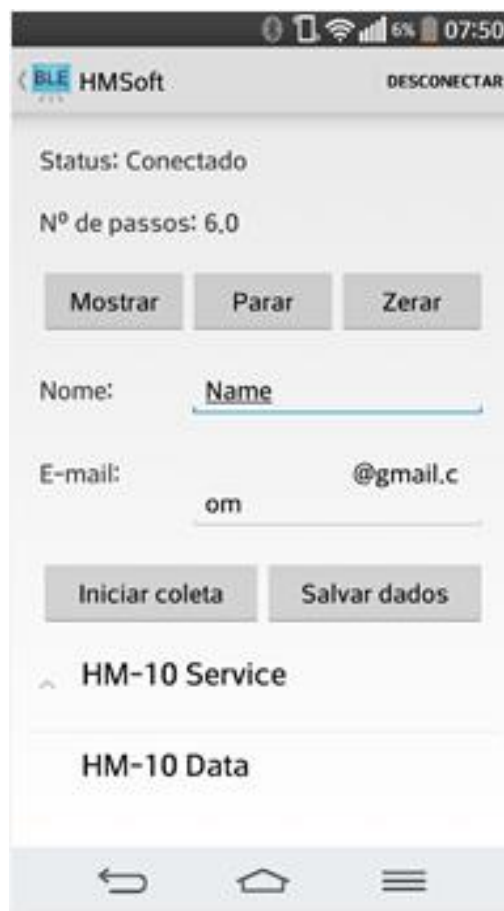 6% 07:50
BLE HMSoft DESCONECTAR
Status: Conectado
Nº de passos: 6.0
Mostrar Parar Zerar
Nome: Name
E-mail: @gmail.c
om
Iniciar coleta Salvar dados
HM-10 Service
HM-10 Data